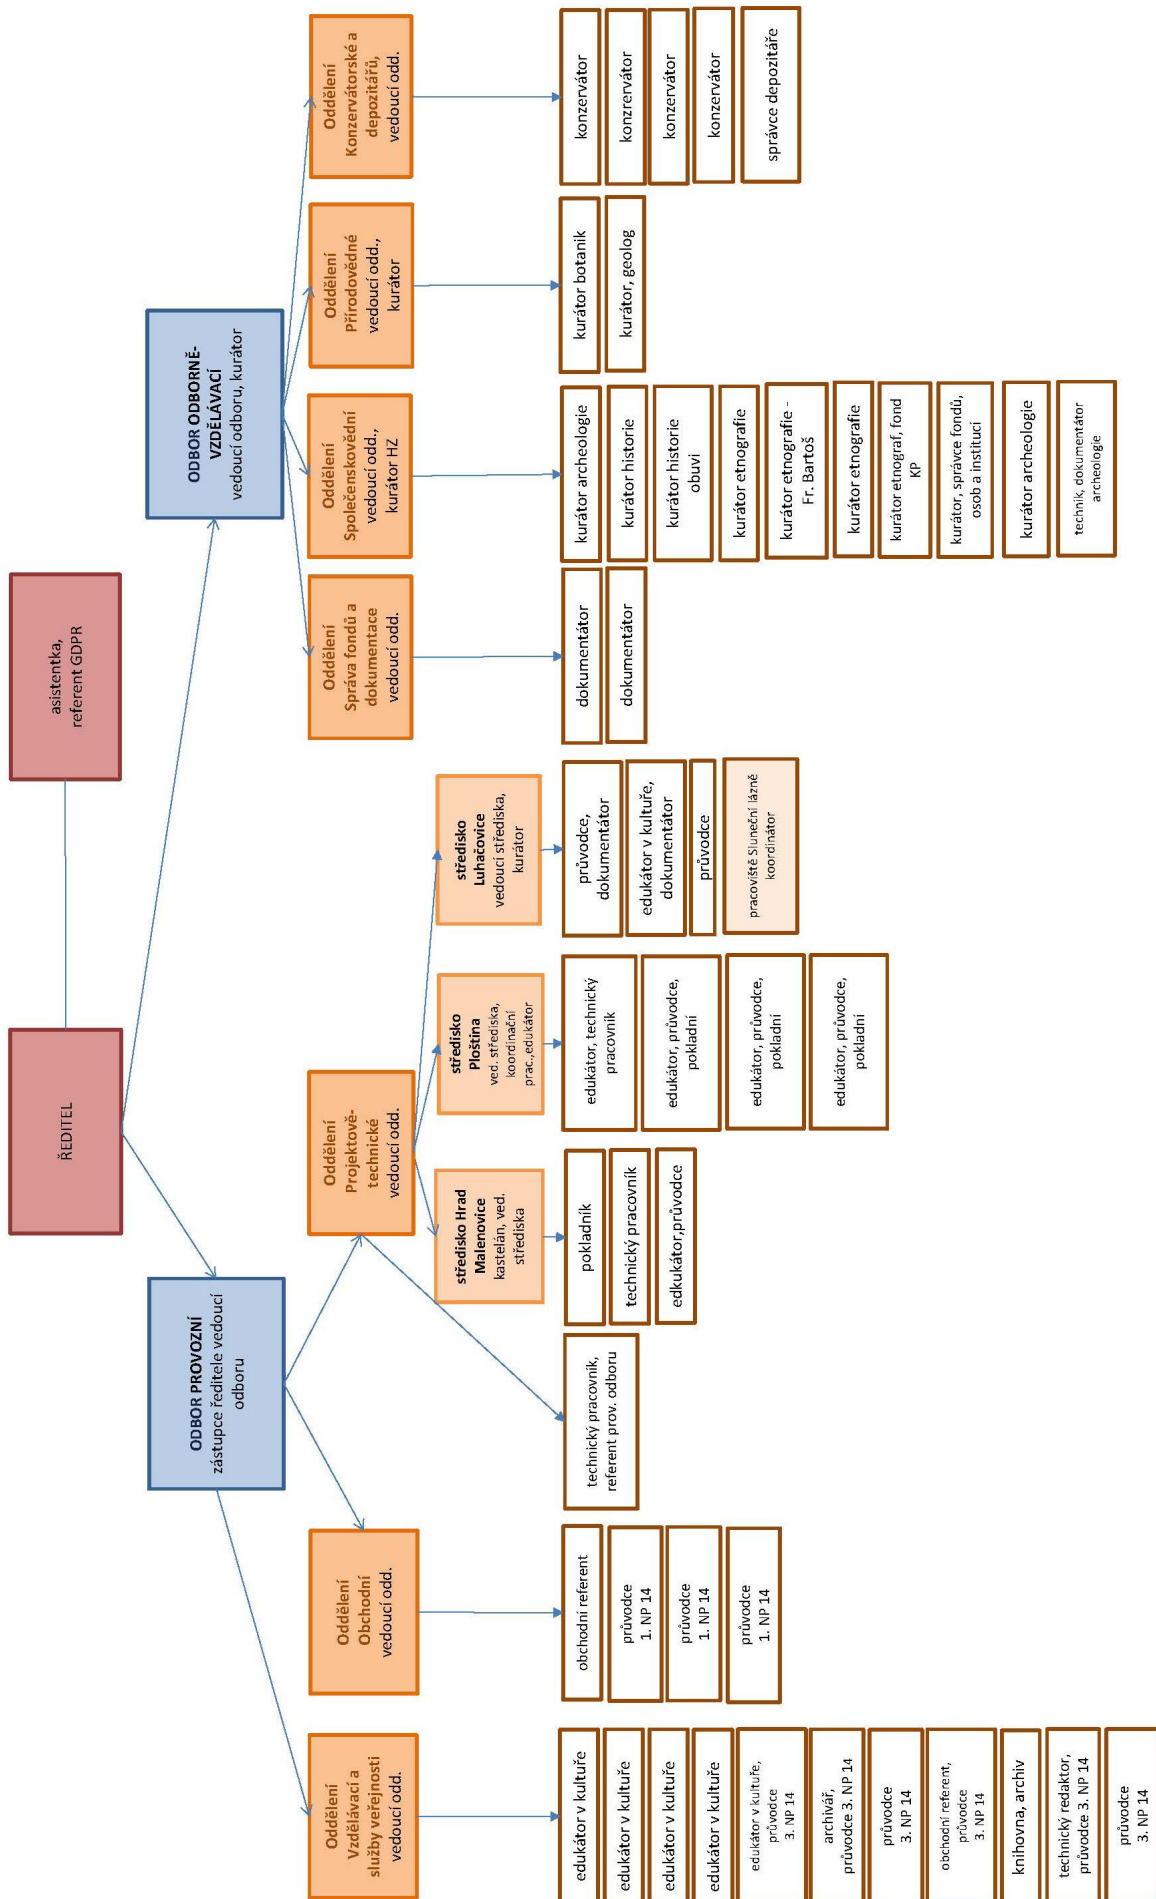 ŘEDITEL
asistentka,
referent GDPR
ODBOR PROVOZNÍ
zástupce ředitele vedoucí
odboru
ODBOR ODBORNĚ-
VZDĚLÁVACÍ
vedoucí odboru, kurátor
Oddělení
Vzdělávací a
služby veřejnosti
vedoucí odd.
Oddělení
Obchodní
vedoucí odd.
Oddělení
Projektově-
technické
vedoucí odd.
Oddělení
Správa fondů a
dokumentace
vedoucí odd.
Oddělení
Společenskovědní
vedoucí odd.,
kurátor HZ
Oddělení
Přírodovědné
vedoucí odd.,
kurátor
Oddělení
Konzervátorské a
depozitářů,
vedoucí odd.
středisko Hrad
Malenovice
kastelán, ved.
střediska
středisko
Ploština
ved. střediska,
koordinační
prac.,edukátor
středisko
Luhačovice
vedoucí střediska,
kurátor
edukátor v kultuře
edukátor v kultuře
edukátor v kultuře
edukátor v kultuře
edukátor v kultuře,
průvodce
3. NP 14
archivář,
průvodce 3. NP 14
průvodce
3. NP 14
obchodní referent,
průvodce
3. NP 14
knihovna, archiv
technický redaktor,
průvodce 3. NP 14
průvodce
3. NP 14
obchodní referent
průvodce
1. NP 14
průvodce
1. NP 14
průvodce
1. NP 14
technický pracovník,
referent prov. odboru
pokladník
technický pracovník
edkukátor,průvodce
edukátor, technický
pracovník
edukátor, průvodce,
pokladní
edukátor, průvodce,
pokladní
edukátor, průvodce,
pokladní
průvodce,
dokumentátor
edukátor v kultuře,
dokumentátor
průvodce
pracoviště Sluneční lázně
koordinátor
dokumentátor
dokumentátor
kurátor archeologie
kurátor historie
kurátor historie
obuvi
kurátor etnografie
kurátor etnografie -
Fr. Bartoš
kurátor etnografie
kurátor etnograf, fond
KP
kurátor, správce fondů,
osob a institucí
kurátor archeologie
technik, dokumentátor
archeologie
kurátor botanik
kurátor, geolog
konzervátor
konzrervátor
konzervátor
konzervátor
správce depozitáře